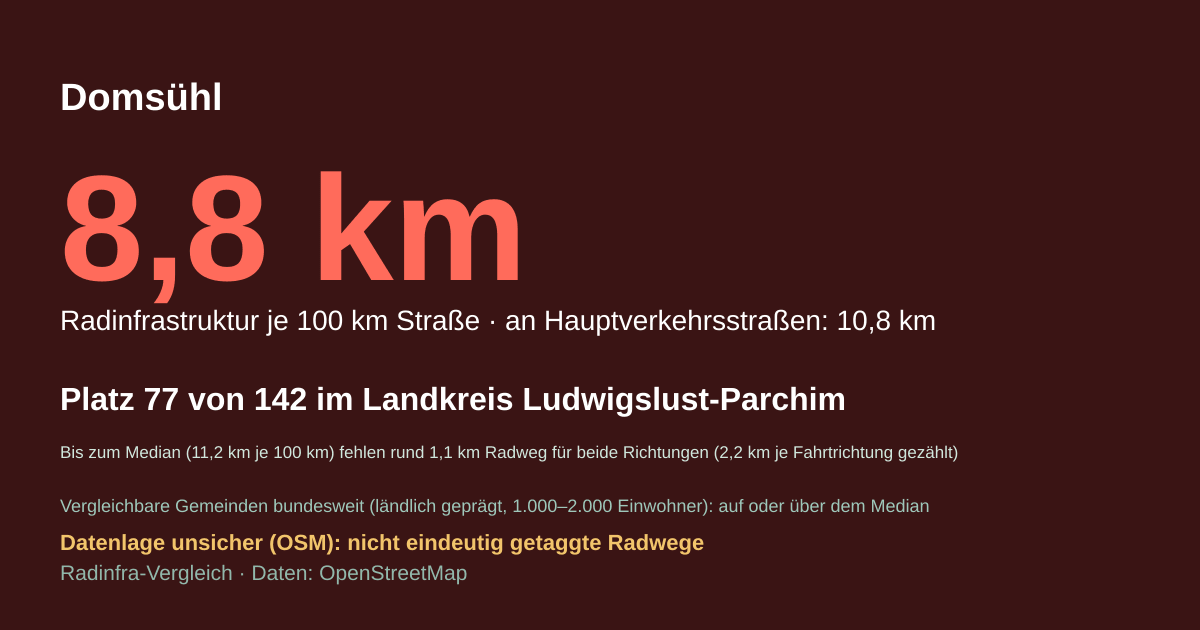 Domsühl
8,8 km
Radinfrastruktur je 100 km Straße · an Hauptverkehrsstraßen: 10,8 km
Platz 77 von 142 im Landkreis Ludwigslust-Parchim
Bis zum Median (11,2 km je 100 km) fehlen rund 1,1 km Radweg für beide Richtungen (2,2 km je Fahrtrichtung gezählt)
Vergleichbare Gemeinden bundesweit (ländlich geprägt, 1.000–2.000 Einwohner): auf oder über dem Median
Datenlage unsicher (OSM): nicht eindeutig getaggte Radwege
Radinfra-Vergleich · Daten: OpenStreetMap